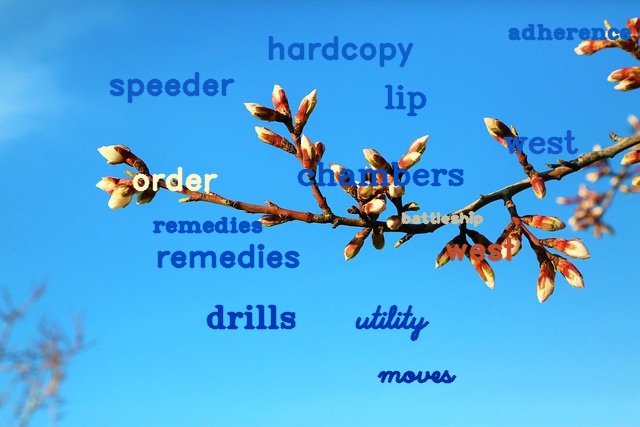 adherence
hardcopy
speeder
lip
west
chambers
order
battleship
remedies
west
remedies
drills
utility
moves